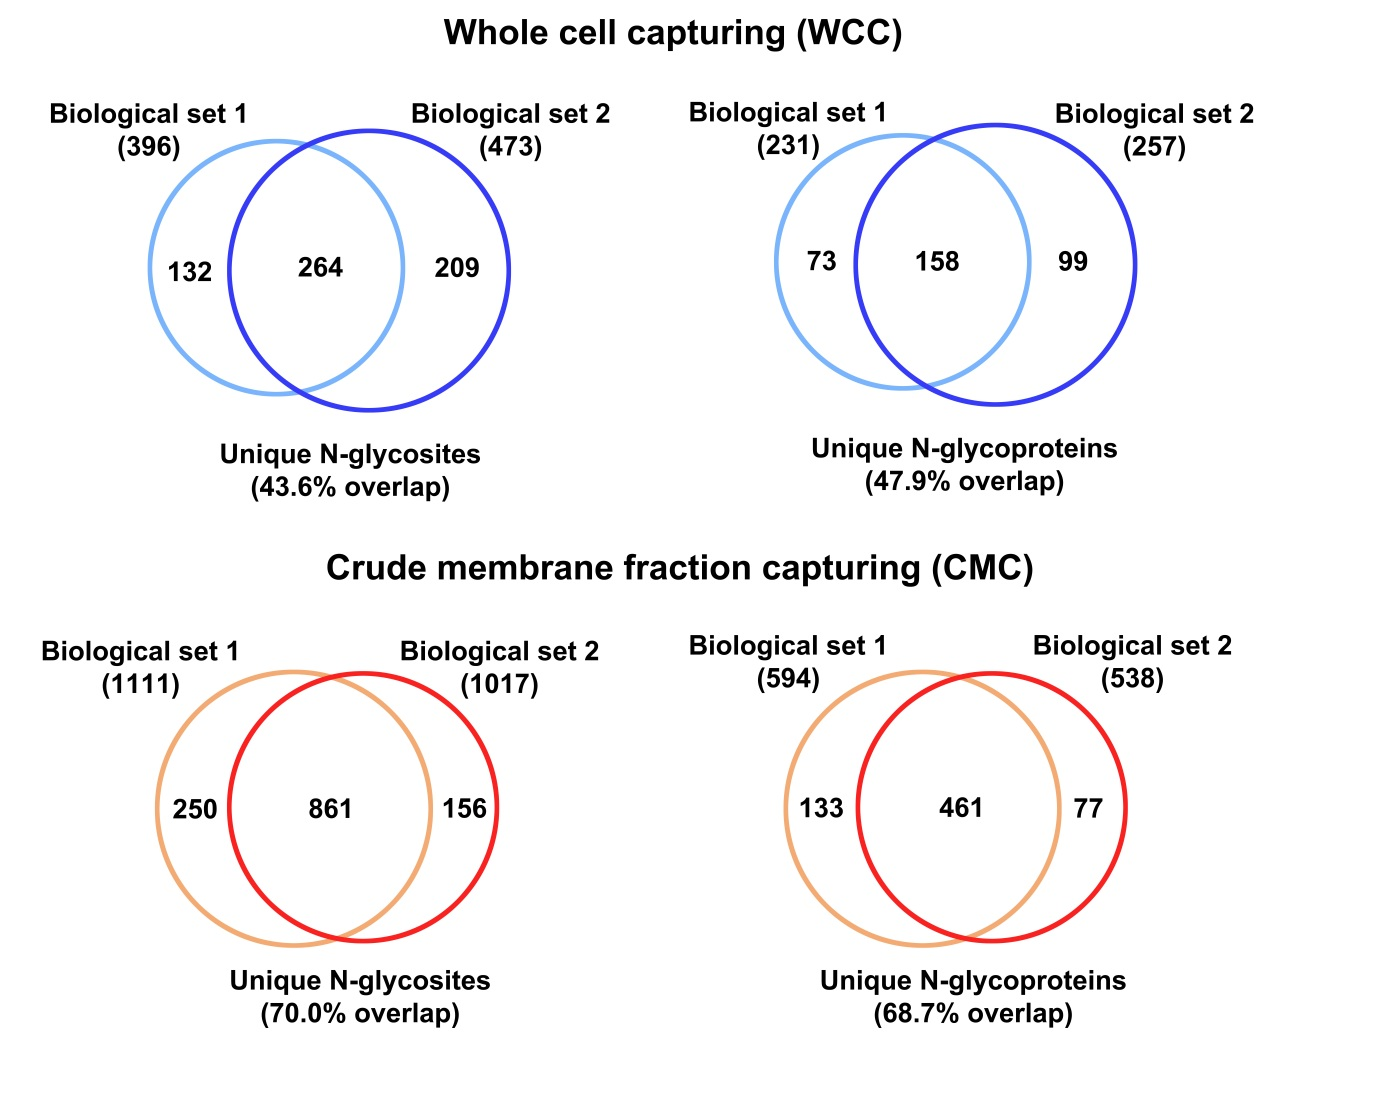 Whole cell capturing (WCC)
Biological set 1
(396)
Biological set 2
(473)
132
264
209
Unique N-glycosites
(43.6% overlap)
Biological set 1
(231)
Biological set 2
(257)
73
158
99
Unique N-glycoproteins
(47.9% overlap)
Crude membrane fraction capturing (CMC)
Biological set 1
(1111)
Biological set 2
(1017)
250
861
156
Unique N-glycosites
(70.0% overlap)
Biological set 1
(594)
Biological set 2
(538)
133
461
77
Unique N-glycoproteins
(68.7% overlap)